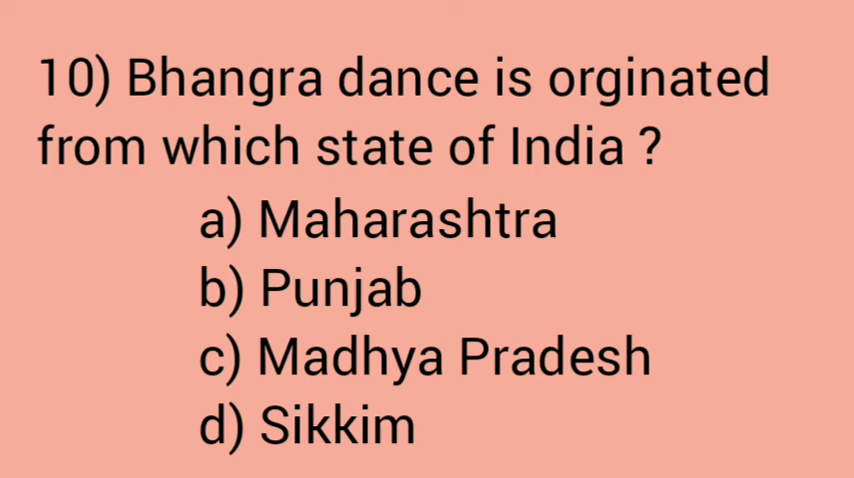 10) Bhangra dance is orginated
from which state of India ?
a) Maharashtra
b) Punjab
c) Madhya Pradesh
d) Sikkim